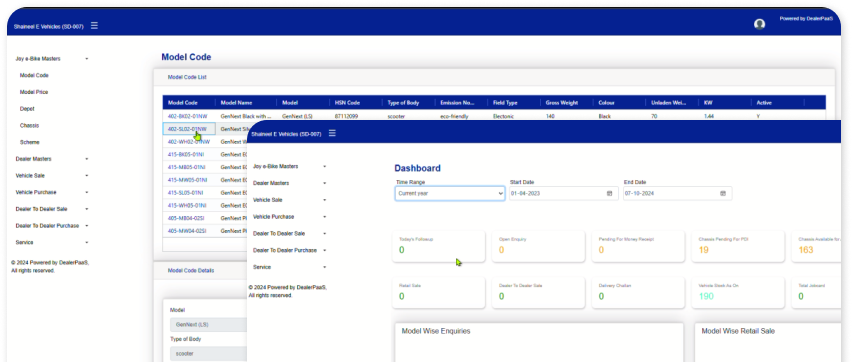 Shaineel E Vehicles (SD-007)
Powered by DealerPaaS
Joy e-Bike Masters
Model Code
Model Price
Depot
Chassis
Scheme
Dealer Masters
Vehicle Sale
Vehicle Purchase
Dealer To Dealer Sale
Dealer To Dealer Purchase
Service
© 2024 Powered by DealerPaaS,
All rights reserved.
Model Code
Model Code List
Model Code Model Name Model HSN Code Type of Body Emission No... Field Type Gross Weight Colour Unladen Wei... KW Active
402-BK02-01NW GenNext Black with ... GenNext (LS) 87112099 scooter eco-friendly Electonic 140 Black 70 1.44 Y
402-SL02-01NW GenNext
402-WH02-01NW GenNext
415-BK05-01NI GenNext
415-MB05-01NI GenNext
415-MW05-01NI GenNext
415-SL05-01NI GenNext
415-WH05-01NI GenNext
405-MB04-02SI GenNext
405-MW04-02SI GenNext
Model Code Details
Model
GenNext (LS)
Type of Body
scooter
Shaineel E Vehicles (SD-007)
Joy e-Bike Masters
Dealer Masters
Vehicle Sale
Vehicle Purchase
Dealer To Dealer Sale
Dealer To Dealer Purchase
Service
© 2024 Powered by DealerPaaS,
All rights reserved.
Dashboard
Time Range Start Date End Date
Current year 01-04-2023 07-10-2024
Today's Followup Open Enquiry Pending For Money Receipt Chassis Pending For PDI Chassis Available for
0 0 0 19 163
Retail Sale Dealer To Dealer Sale Delivery Challan Vehicle Stock As On Total Jobcard
0 0 0 190 0
Model Wise Enquiries Model Wise Retail Sale